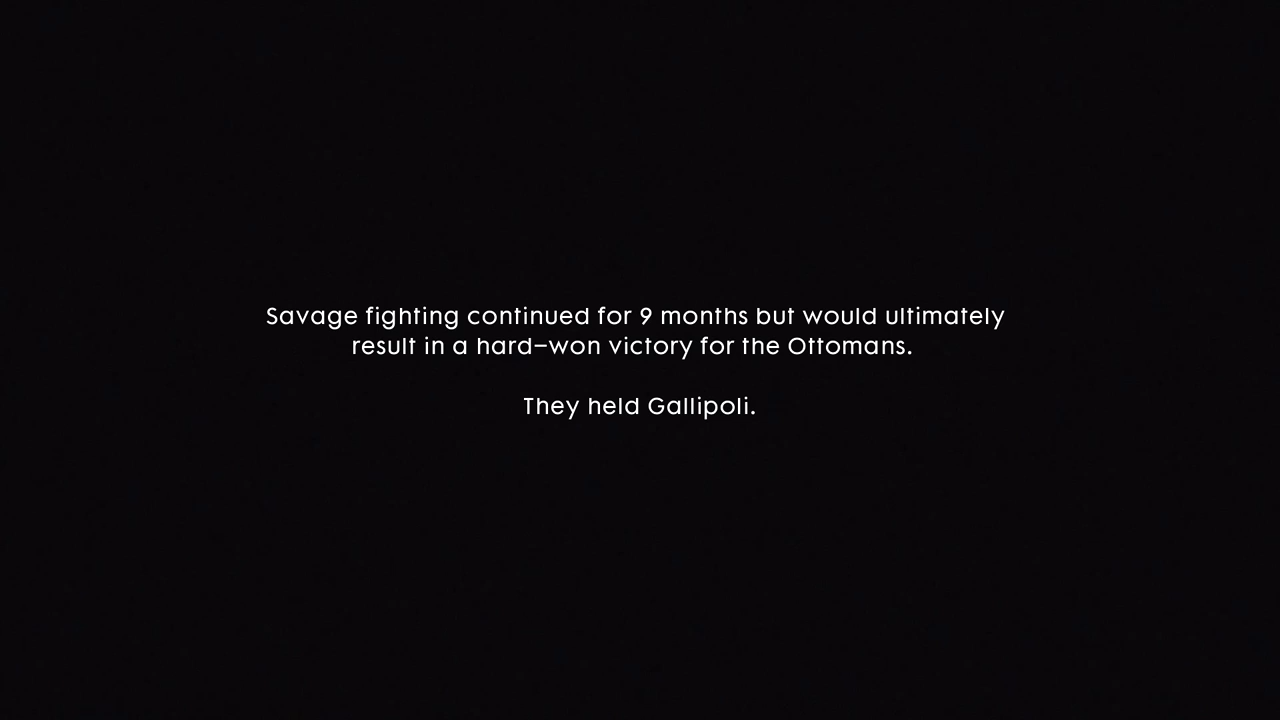 Savage fighting continued for 9 months but would ultimately
result in a hard–won victory for the Ottomans.
They held Gallipoli.